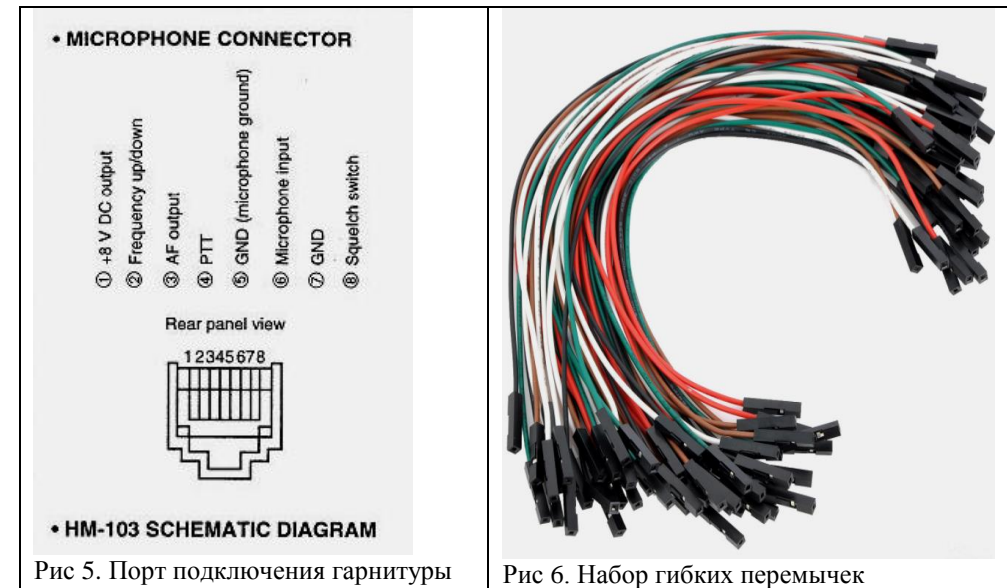 • MICROPHONE CONNECTOR
① +8 V DC output
② Frequency up/down
③ AF output
④ PTT
⑤ GND (microphone ground)
⑥ Microphone input
⑦ GND
⑧ Squelch switch
Rear panel view
12345678
• HM-103 SCHEMATIC DIAGRAM
Рис 5. Порт подключения гарнитуры
Рис 6. Набор гибких перемычек